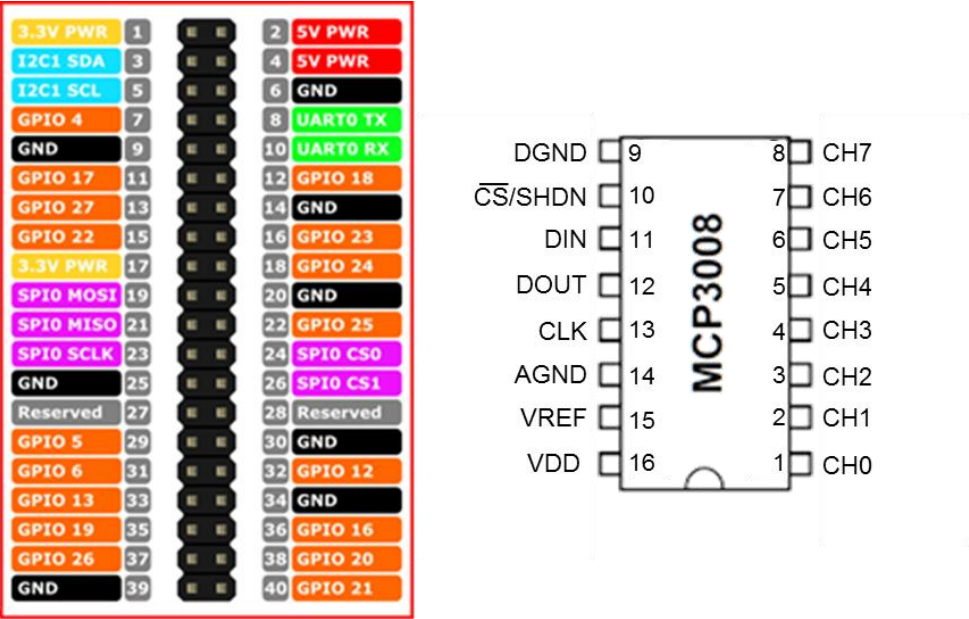 3.3V PWR 1 2 5V PWR
I2C1 SDA 3 4 5V PWR
I2C1 SCL 5 6 GND
GPIO 4 7 8 UART0 TX
GND 9 10 UART0 RX
GPIO 17 11 12 GPIO 18
GPIO 27 13 14 GND
GPIO 22 15 16 GPIO 23
3.3V PWR 17 18 GPIO 24
SPI0 MOSI 19 20 GND
SPI0 MISO 21 22 GPIO 25
SPI0 SCLK 23 24 SPI0 CS0
GND 25 26 SPI0 CS1
Reserved 27 28 Reserved
GPIO 5 29 30 GND
GPIO 6 31 32 GPIO 12
GPIO 13 33 34 GND
GPIO 19 35 36 GPIO 16
GPIO 26 37 38 GPIO 20
GND 39 40 GPIO 21
DGND 9 8 CH7
C̅S̅/SHDN 10 7 CH6
DIN 11 6 CH5
DOUT 12 5 CH4
CLK 13 4 CH3
AGND 14 3 CH2
VREF 15 2 CH1
VDD 16 1 CH0
MCP3008